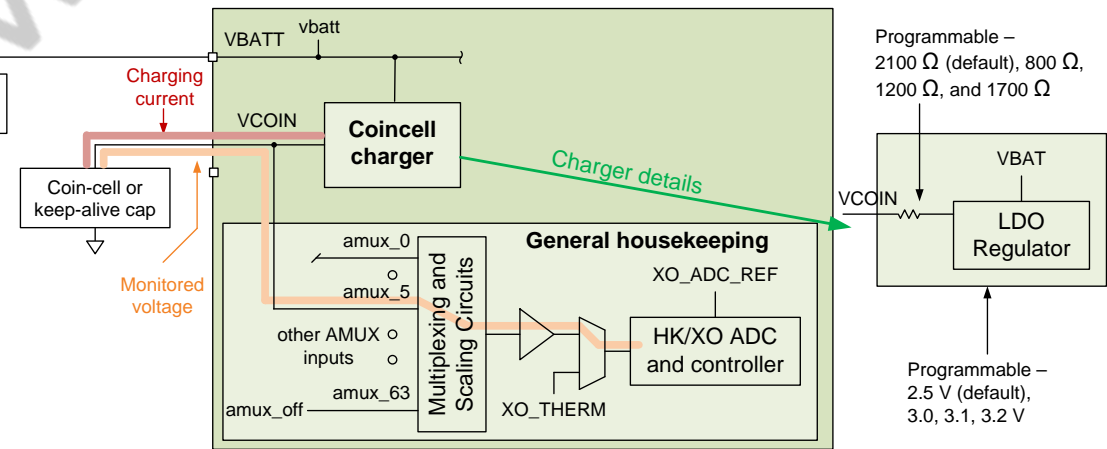 vbatt
VBATT
Charging
current
VCOIN
Coincell
charger
Coin-cell or
keep-alive cap
Monitored
voltage
Charger details
General housekeeping
amux_0
amux_5
other AMUX
inputs
amux_63
amux_off
Multiplexing and
Scaling Circuits
XO_THERM
XO_ADC_REF
HK/XO ADC
and controller
Programmable –
2100 Ω (default), 800 Ω,
1200 Ω, and 1700 Ω
VCOIN
VBAT
LDO
Regulator
Programmable –
2.5 V (default),
3.0, 3.1, 3.2 V